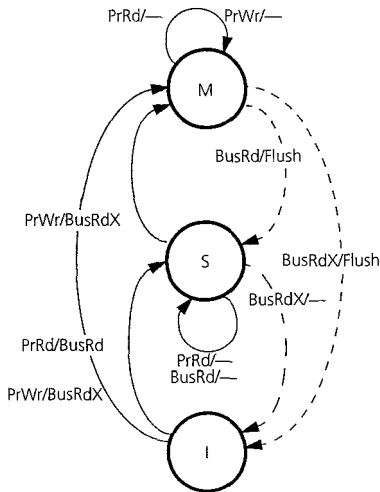 PrRd/—
PrWr/—
M
BusRd/Flush
PrWr/BusRdX
S
BusRdX/Flush
BusRdX/—
PrRd/BusRd
PrRd/—
BusRd/—
PrWr/BusRdX
I